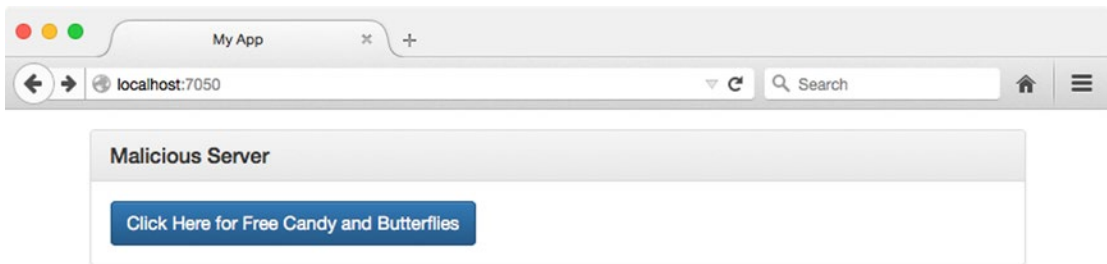 My App
localhost:7050
Search
Malicious Server
Click Here for Free Candy and Butterflies